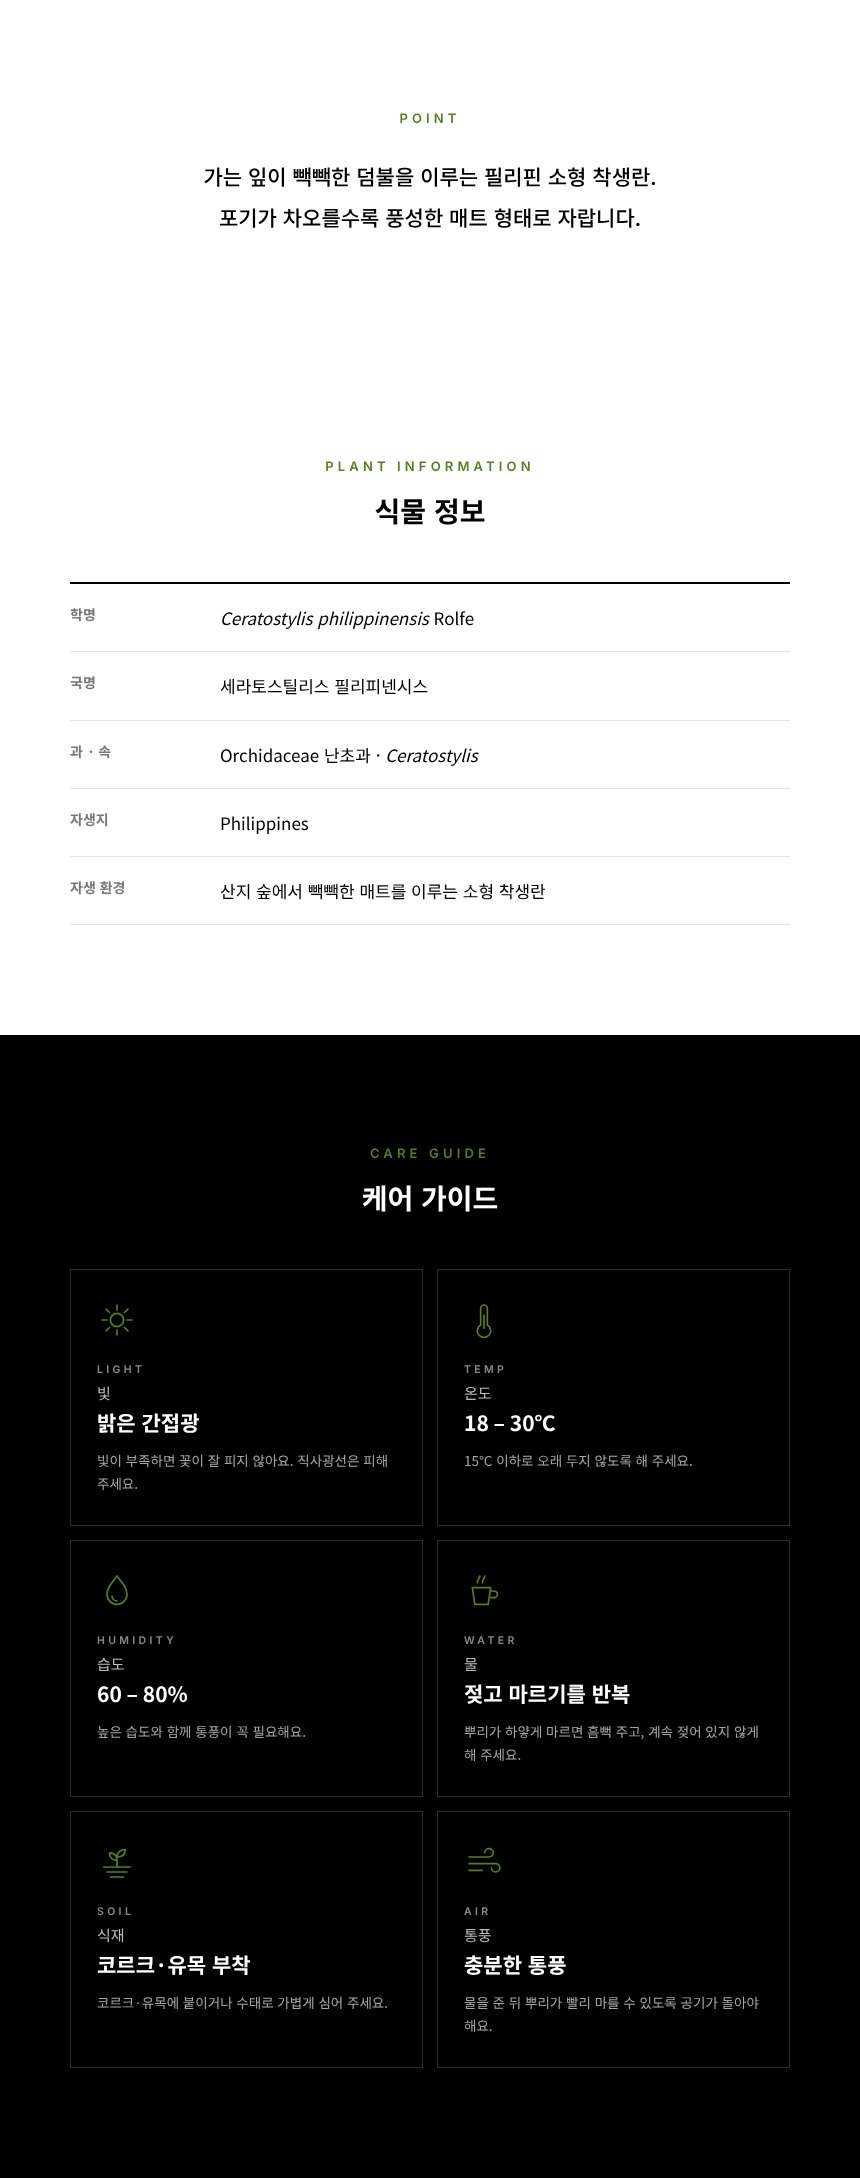 POINT
가는 잎이 빽빽한 덤불을 이루는 필리핀 소형 착생란.
포기가 차오를수록 풍성한 매트 형태로 자랍니다.
PLANT INFORMATION
식물 정보
학명 Ceratostylis philippinensis Rolfe
국명 세라토스틸리스 필리피넨시스
과 · 속 Orchidaceae 난초과 · Ceratostylis
자생지 Philippines
자생 환경 산지 숲에서 빽빽한 매트를 이루는 소형 착생란
CARE GUIDE
케어 가이드
LIGHT
빛
밝은 간접광
빛이 부족하면 꽃이 잘 피지 않아요. 직사광선은 피해
주세요.
TEMP
온도
18 – 30℃
15℃ 이하로 오래 두지 않도록 해 주세요.
HUMIDITY
습도
60 – 80%
높은 습도와 함께 통풍이 꼭 필요해요.
WATER
물
젖고 마르기를 반복
뿌리가 하얗게 마르면 흠뻑 주고, 계속 젖어 있지 않게
해 주세요.
SOIL
식재
코르크·유목 부착
코르크·유목에 붙이거나 수태로 가볍게 심어 주세요.
AIR
통풍
충분한 통풍
물을 준 뒤 뿌리가 빨리 마를 수 있도록 공기가 돌아야
해요.